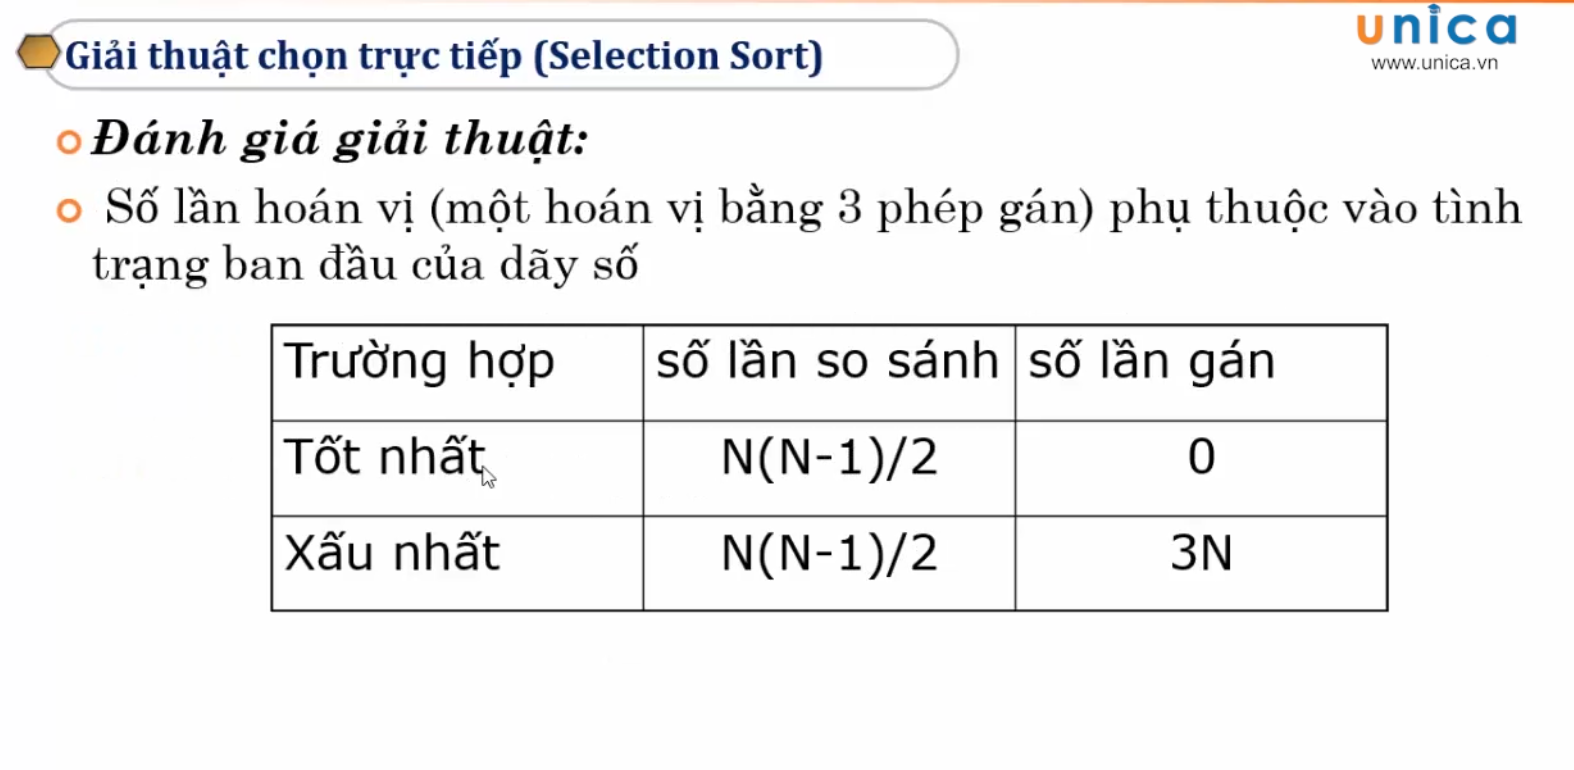 Giải thuật chọn trực tiếp (Selection Sort)
unica
www.unica.vn
Đánh giá giải thuật:
Số lần hoán vị (một hoán vị bằng 3 phép gán) phụ thuộc vào tình
trạng ban đầu của dãy số
Trường hợp số lần so sánh số lần gán
Tốt nhất N(N-1)/2 0
Xấu nhất N(N-1)/2 3N